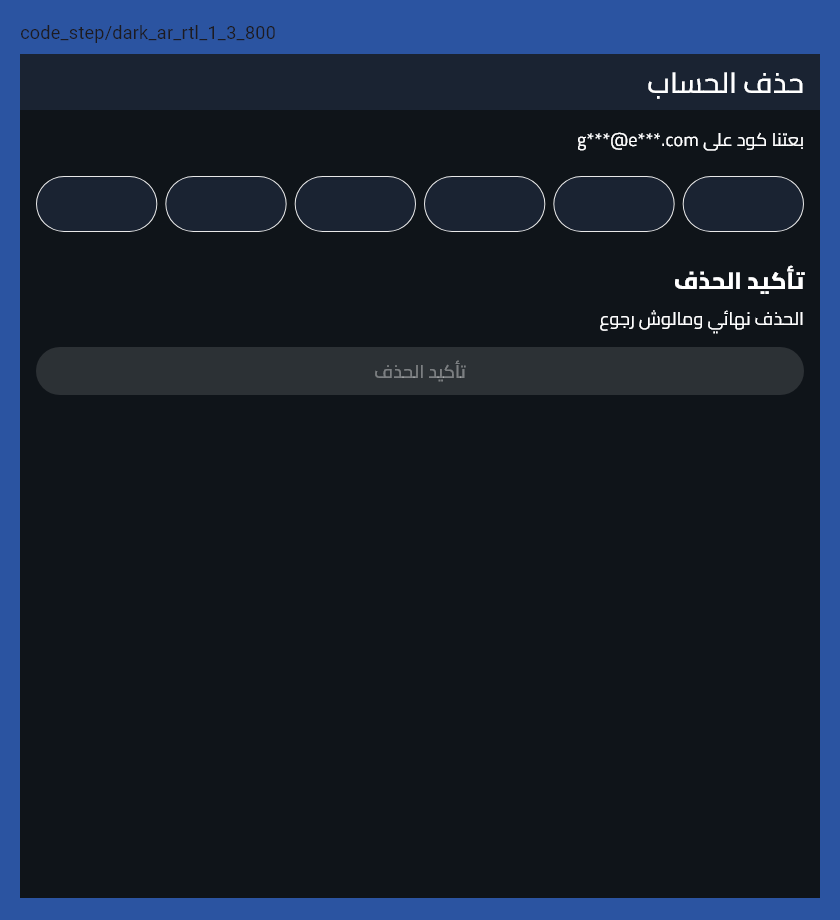 code_step/dark_ar_rtl_1_3_800
حذف الحساب
بعتنا كود على g***@e***.com
تأكيد الحذف
الحذف نهائي ومالوش رجوع
تأكيد الحذف